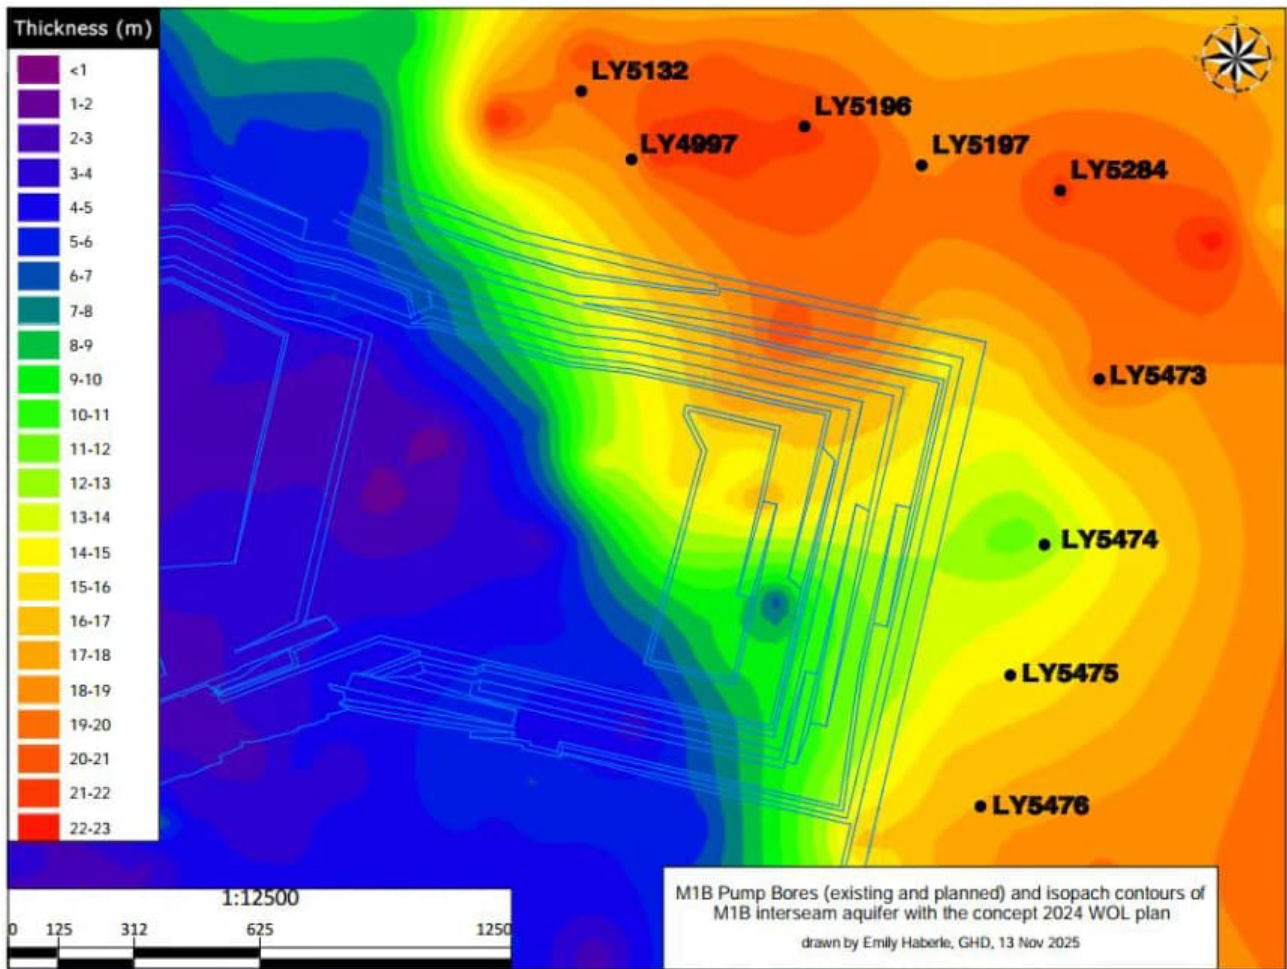 Thickness (m)
<1
1-2
2-3
3-4
4-5
5-6
6-7
7-8
8-9
9-10
10-11
11-12
12-13
13-14
14-15
15-16
16-17
17-18
18-19
19-20
20-21
21-22
22-23
LY5132
LY5196
LY4997
LY5197
LY5284
LY5473
LY5474
LY5475
LY5476
1:12500
0 125 312 625 1250
M1B Pump Bores (existing and planned) and isopach contours of
M1B interseam aquifer with the concept 2024 WOL plan
drawn by Emily Haberle, GHD, 13 Nov 2025